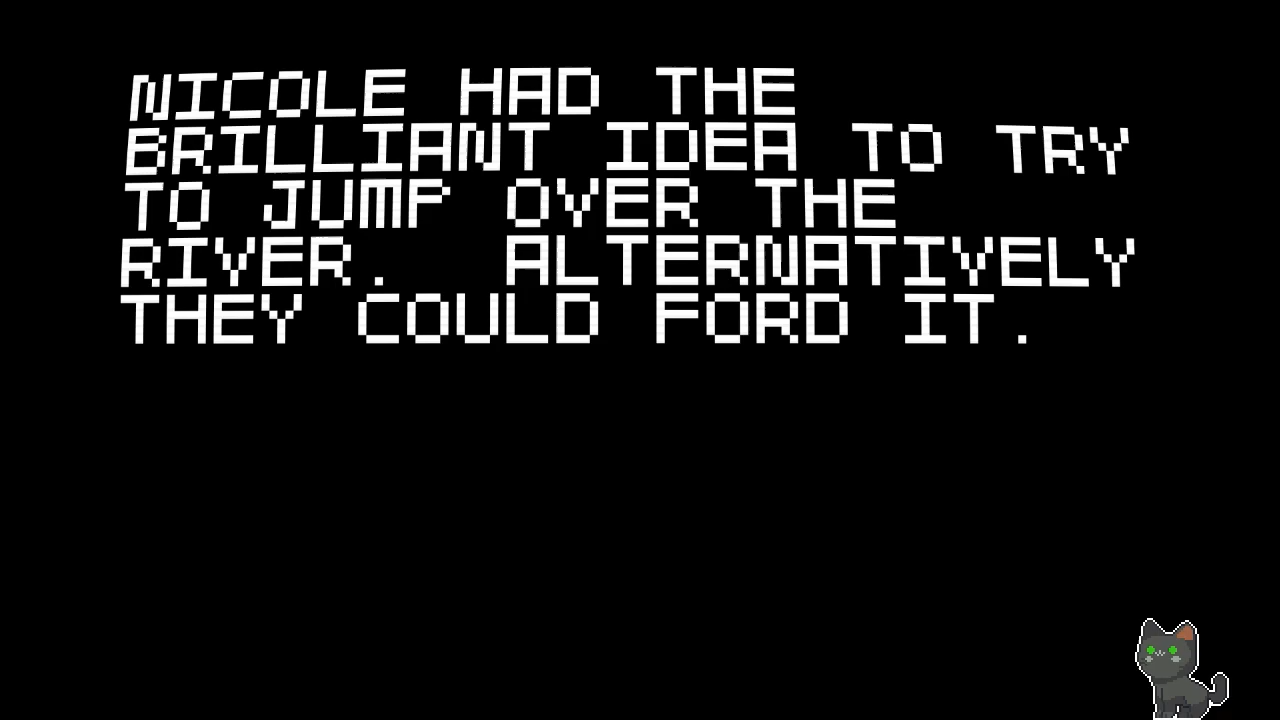 NICOLE HAD THE
BRILLIANT IDEA TO TRY
TO JUMP OVER THE
RIVER.  ALTERNATIVELY
THEY COULD FORD IT.